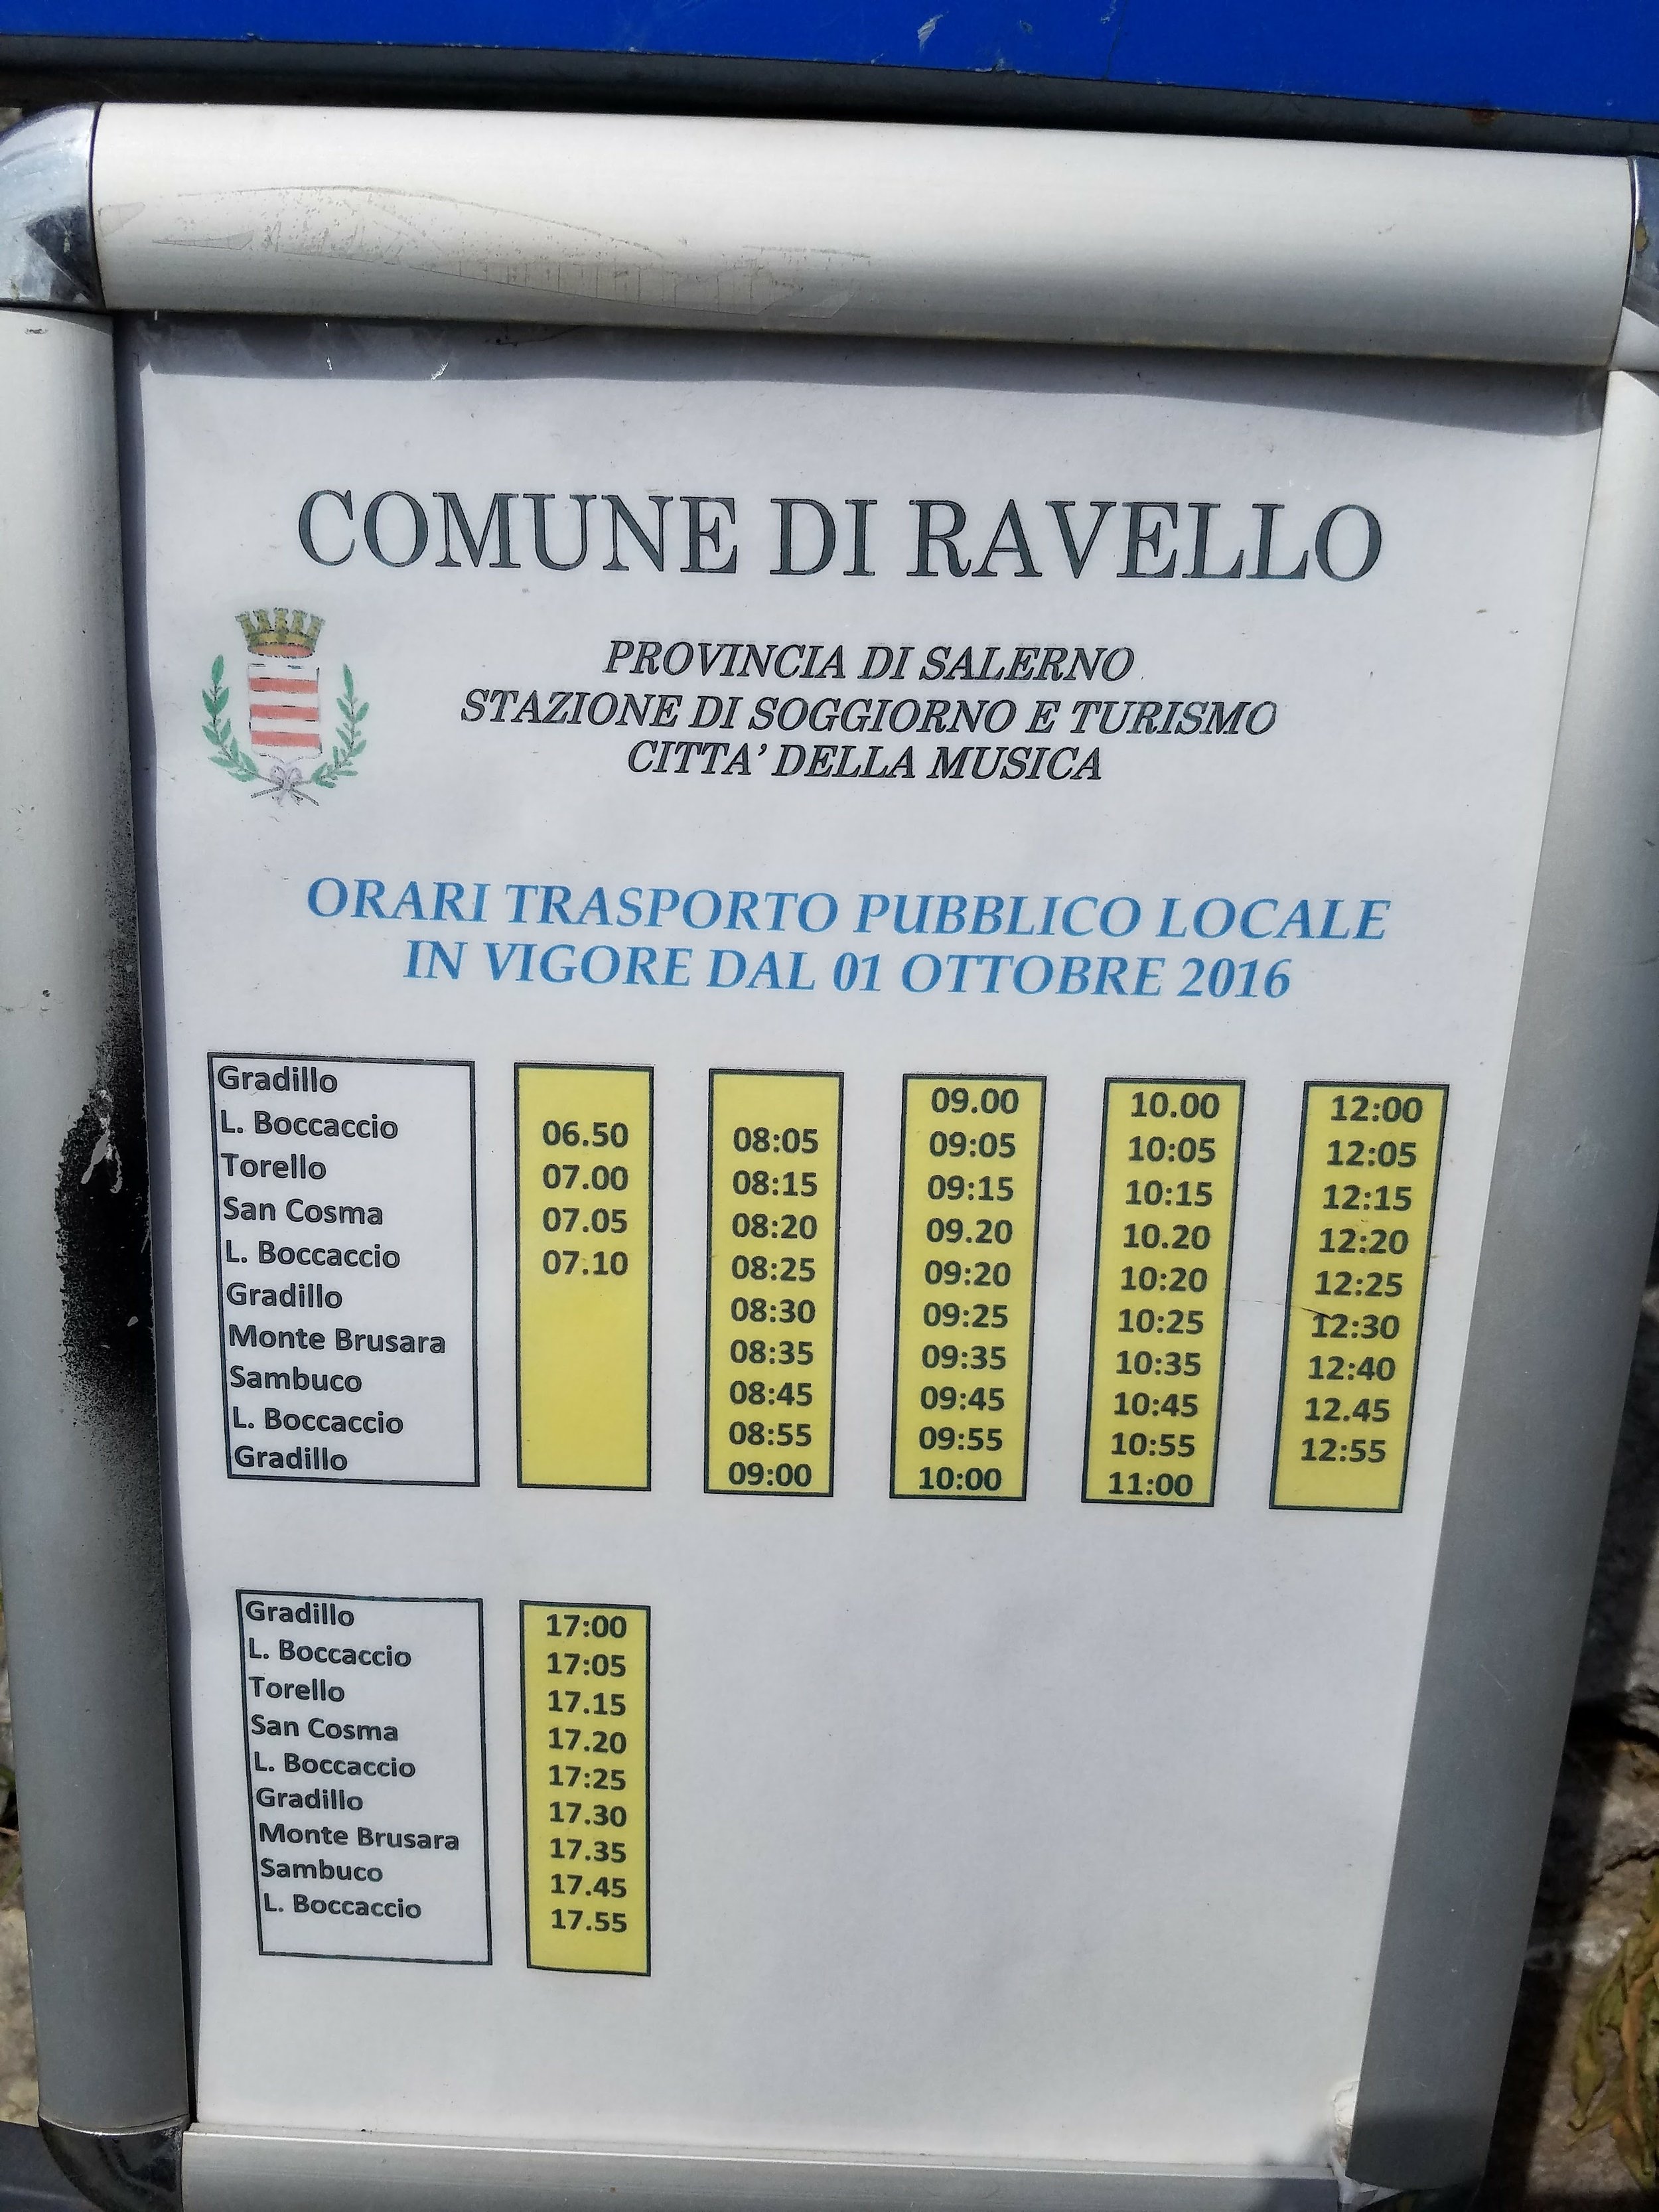 COMUNE DI RAVELLO
PROVINCIA DI SALERNO
STAZIONE DI SOGGIORNO E TURISMO
CITTA' DELLA MUSICA
ORARI TRASPORTO PUBBLICO LOCALE
IN VIGORE DAL 01 OTTOBRE 2016
Gradillo 09.00 10.00 12:00
L. Boccaccio 06.50 08:05 09:05 10:05 12:05
Torello 07.00 08:15 09:15 10:15 12:15
San Cosma 07.05 08:20 09.20 10.20 12:20
L. Boccaccio 07.10 08:25 09:20 10:20 12:25
Gradillo 08:30 09:25 10:25 12:30
Monte Brusara 08:35 09:35 10:35 12:40
Sambuco 08:45 09:45 10:45 12.45
L. Boccaccio 08:55 09:55 10:55 12:55
Gradillo 09:00 10:00 11:00
Gradillo 17:00
L. Boccaccio 17:05
Torello 17.15
San Cosma 17.20
L. Boccaccio 17:25
Gradillo 17.30
Monte Brusara 17.35
Sambuco 17.45
L. Boccaccio 17.55